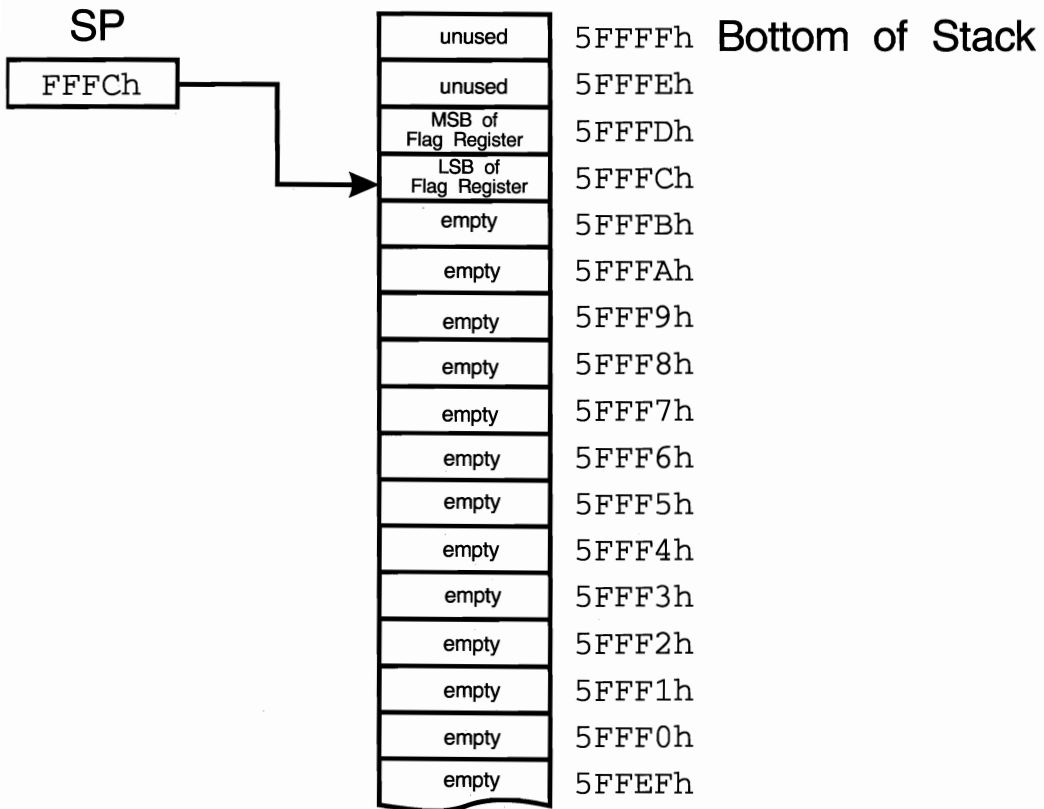 SP
FFFCh
unused 5FFFFh Bottom of Stack
unused 5FFFEh
MSB of
Flag Register 5FFFDh
LSB of
Flag Register 5FFFCh
empty 5FFFBh
empty 5FFFAh
empty 5FFF9h
empty 5FFF8h
empty 5FFF7h
empty 5FFF6h
empty 5FFF5h
empty 5FFF4h
empty 5FFF3h
empty 5FFF2h
empty 5FFF1h
empty 5FFF0h
empty 5FFEFh